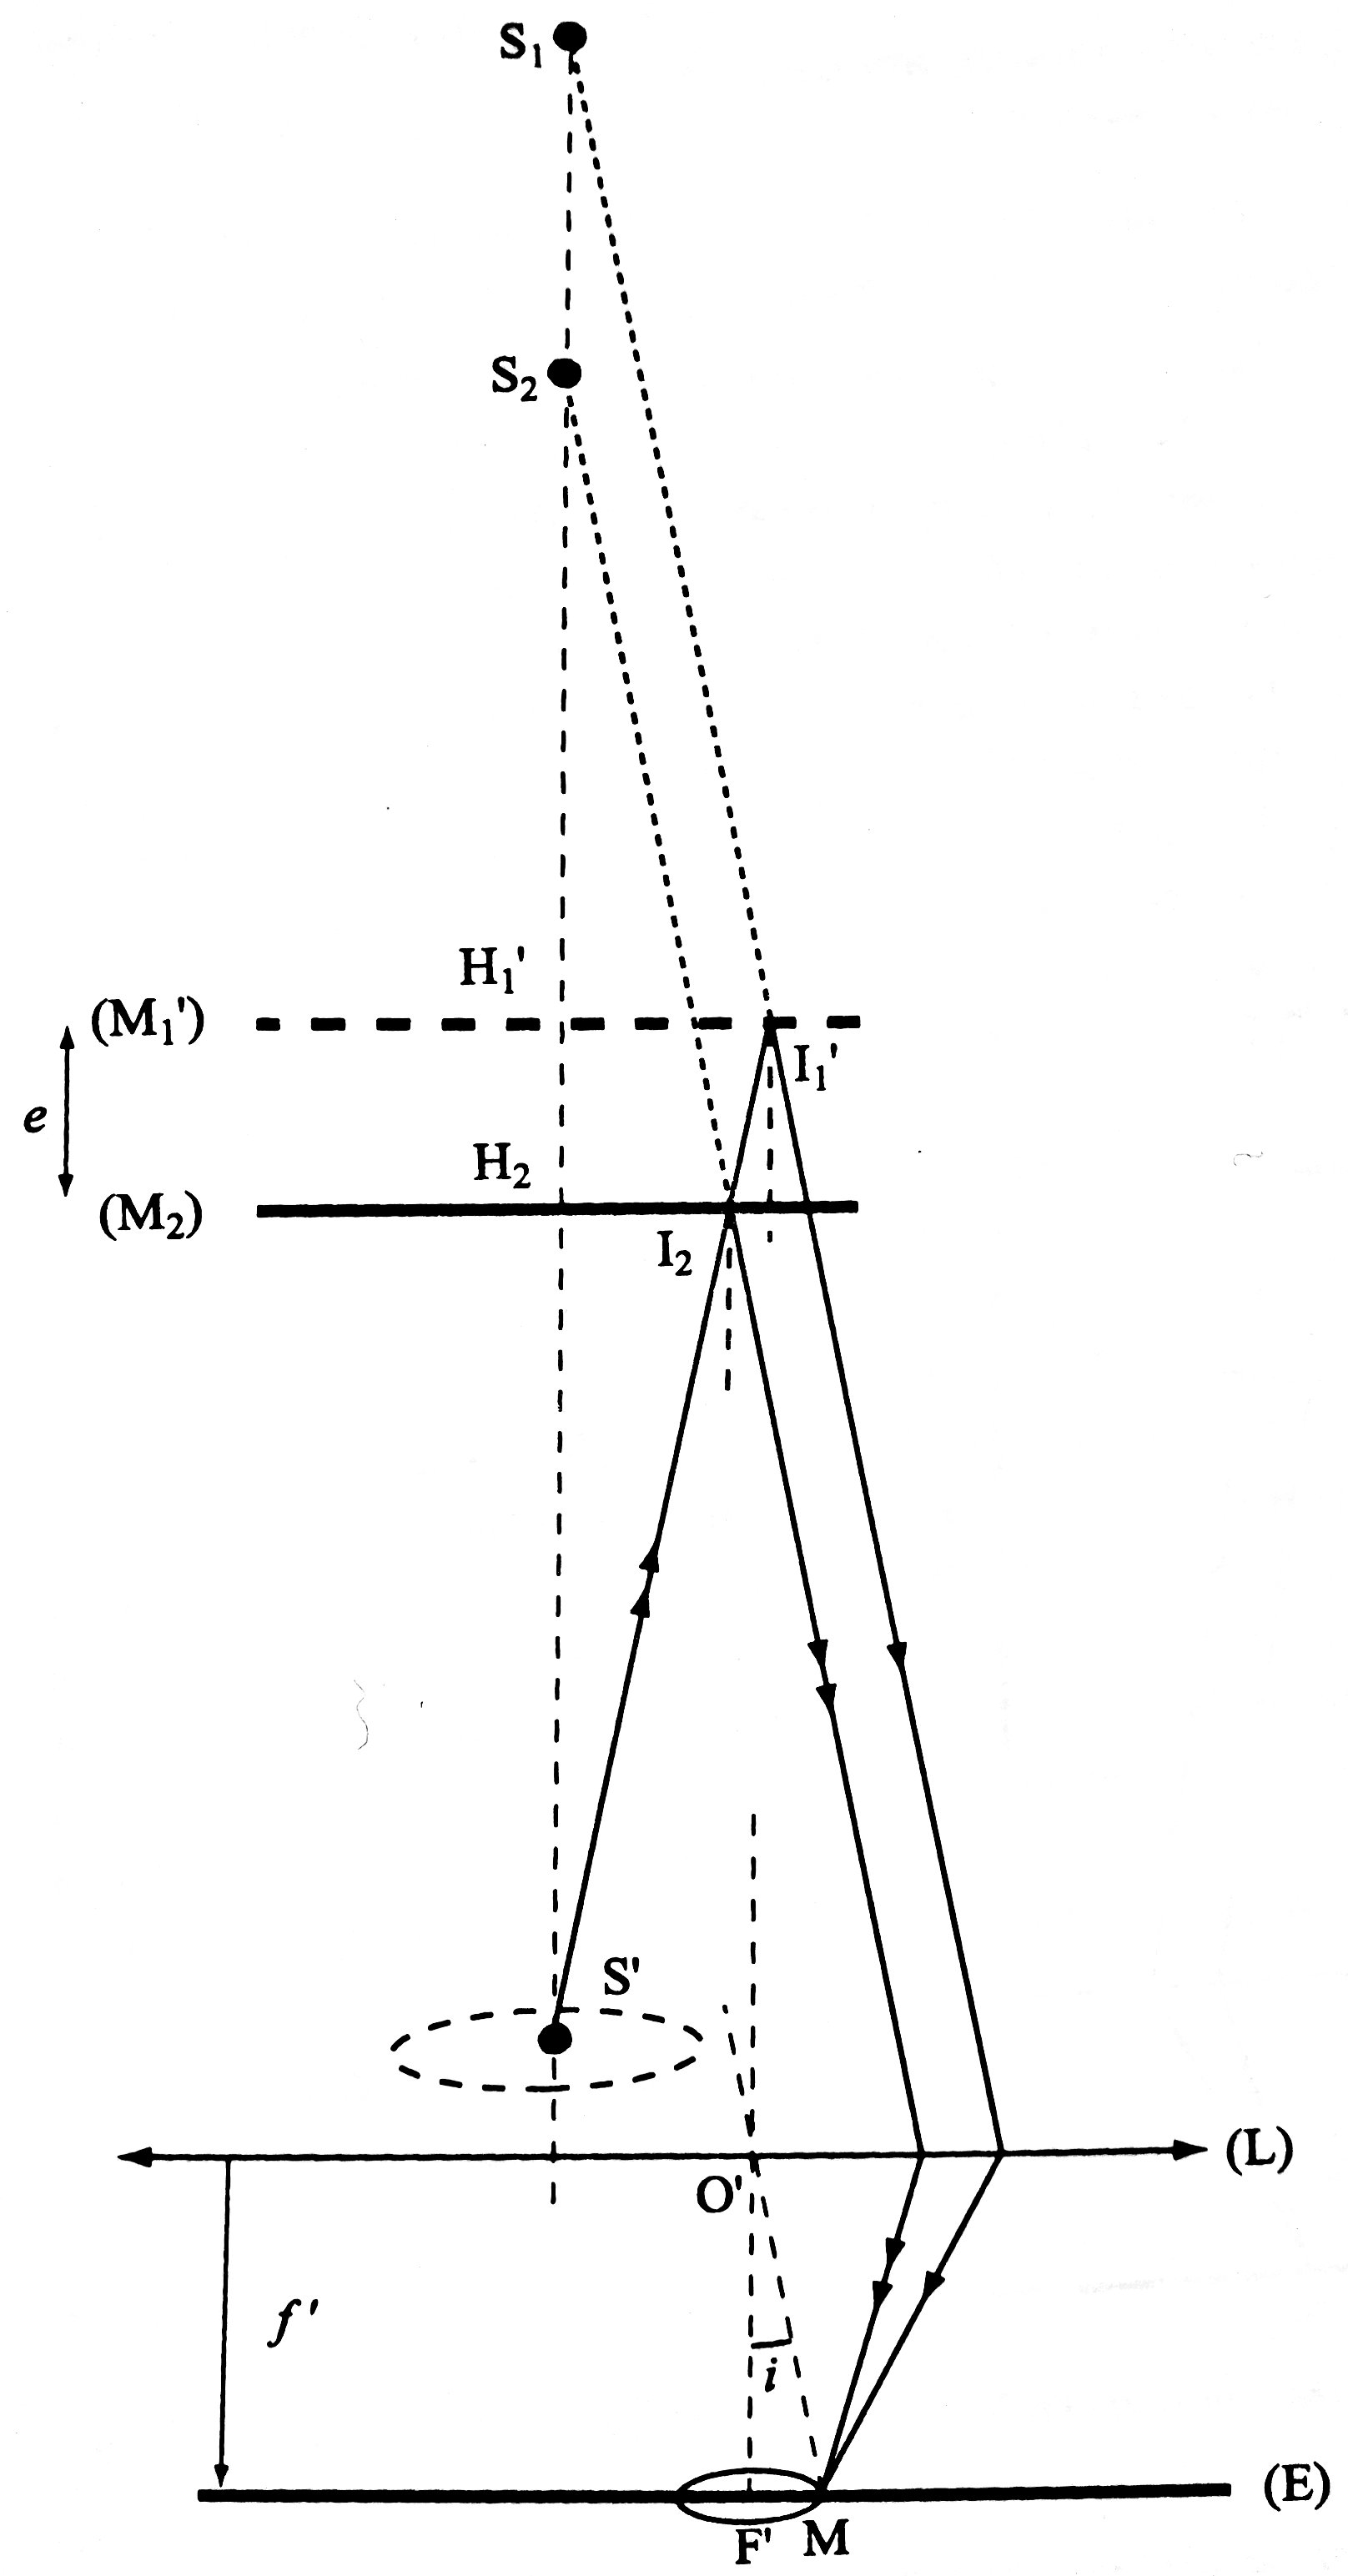 S₁
S₂
H₁'
(M₁')
I₁'
e
H₂
(M₂)
I₂
S'
(L)
O'
f'
i
(E)
F' M